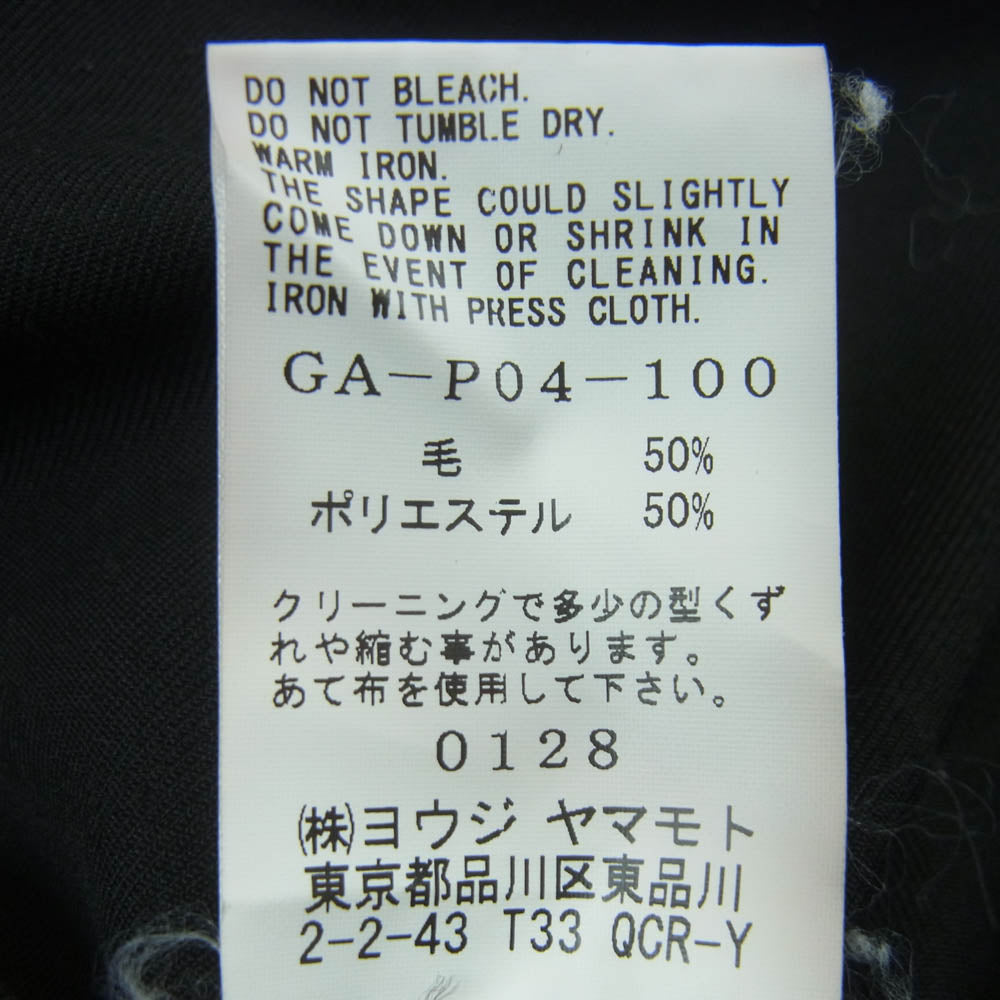 DO NOT BLEACH.
DO NOT TUMBLE DRY.
WARM IRON.
THE SHAPE COULD SLIGHTLY
COME DOWN OR SHRINK IN
THE EVENT OF CLEANING.
IRON WITH PRESS CLOTH.
GA-P04-100
毛 50%
ポリエステル 50%
クリーニングで多少の型くず
れや縮む事があります。
あて布を使用して下さい。
0128
㈱ヨウジ ヤマモト
東京都品川区東品川
2-2-43 T33 QCR-Y